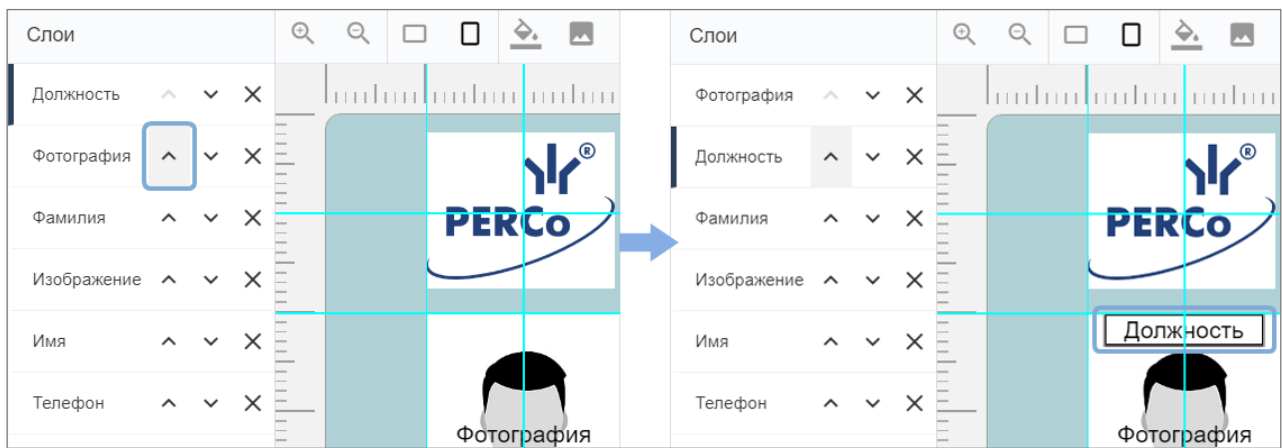 Слои
Должность
Фотография
Фамилия
Изображение
Имя
Телефон
PERCo®
Фотография
Слои
Фотография
Должность
Фамилия
Изображение
Имя
Телефон
PERCo®
Должность
Фотография